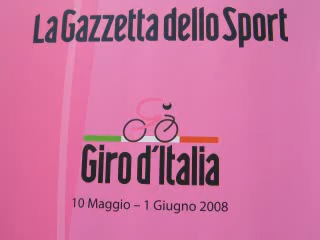 La Gazzetta dello Sport
Giro d'Italia
10 Maggio – 1 Giugno 2008